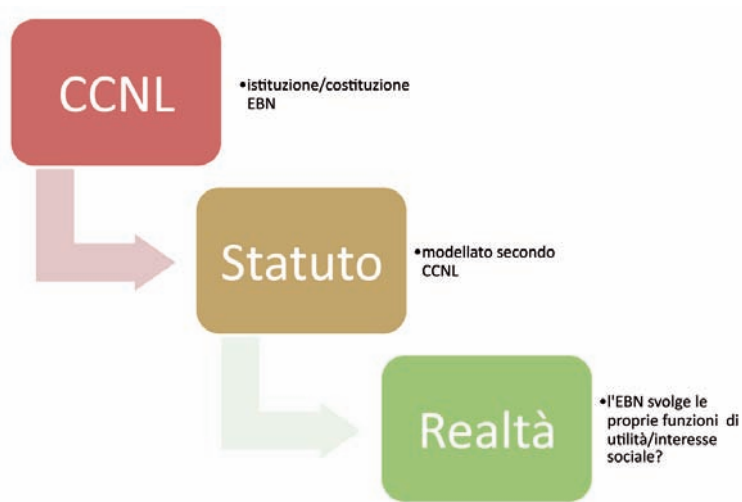 CCNL
•istituzione/costituzione
EBN
Statuto
•modellato secondo
CCNL
Realtà
•l'EBN svolge le
proprie funzioni di
utilità/interesse
sociale?